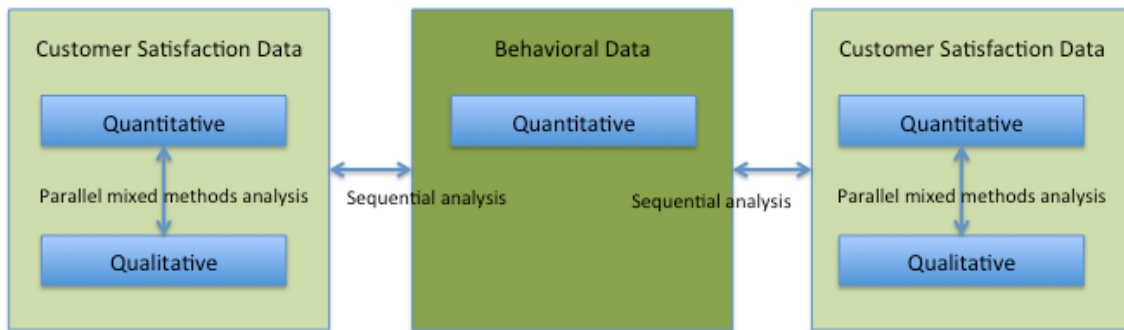 Customer Satisfaction Data
Quantitative
Parallel mixed methods analysis
Qualitative
Sequential analysis
Behavioral Data
Quantitative
Sequential analysis
Customer Satisfaction Data
Quantitative
Parallel mixed methods analysis
Qualitative